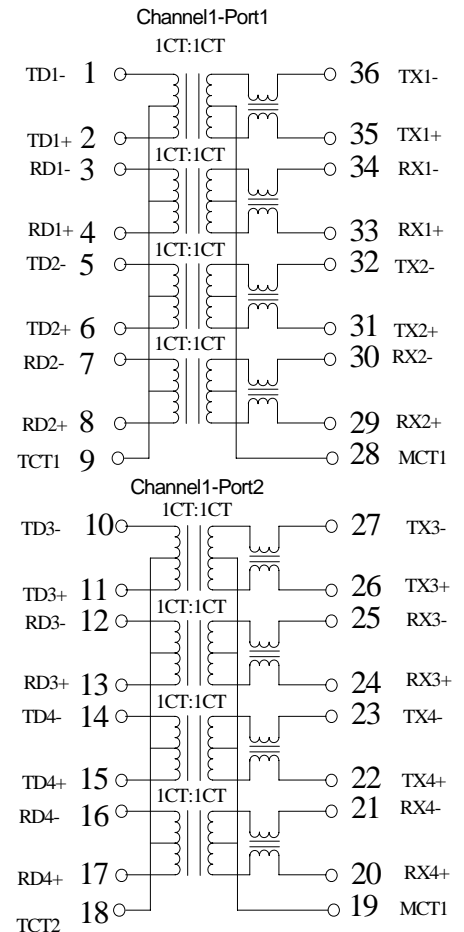 Channel1-Port1
1CT:1CT
TD1- 1 36 TX1-
TD1+ 2 35 TX1+
1CT:1CT
RD1- 3 34 RX1-
RD1+ 4 33 RX1+
1CT:1CT
TD2- 5 32 TX2-
TD2+ 6 31 TX2+
1CT:1CT
RD2- 7 30 RX2-
RD2+ 8 29 RX2+
TCT1 9 28 MCT1
Channel1-Port2
1CT:1CT
TD3- 10 27 TX3-
TD3+ 11 26 TX3+
1CT:1CT
RD3- 12 25 RX3-
RD3+ 13 24 RX3+
1CT:1CT
TD4- 14 23 TX4-
TD4+ 15 22 TX4+
1CT:1CT
RD4- 16 21 RX4-
RD4+ 17 20 RX4+
TCT2 18 19 MCT1